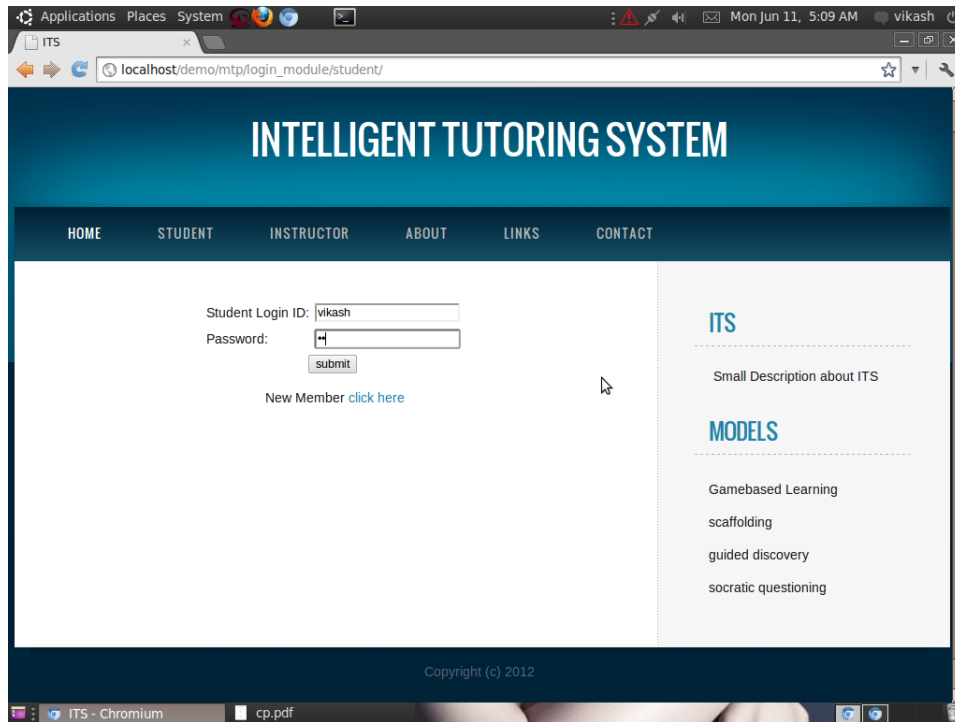 Applications Places System Mon Jun 11, 5:09 AM vikash
ITS
localhost/demo/mtp/login_module/student/
INTELLIGENT TUTORING SYSTEM
HOME STUDENT INSTRUCTOR ABOUT LINKS CONTACT
Student Login ID: vikash
Password: ••
submit
New Member click here
ITS
Small Description about ITS
MODELS
Gamebased Learning
scaffolding
guided discovery
socratic questioning
Copyright (c) 2012
ITS - Chromium cp.pdf